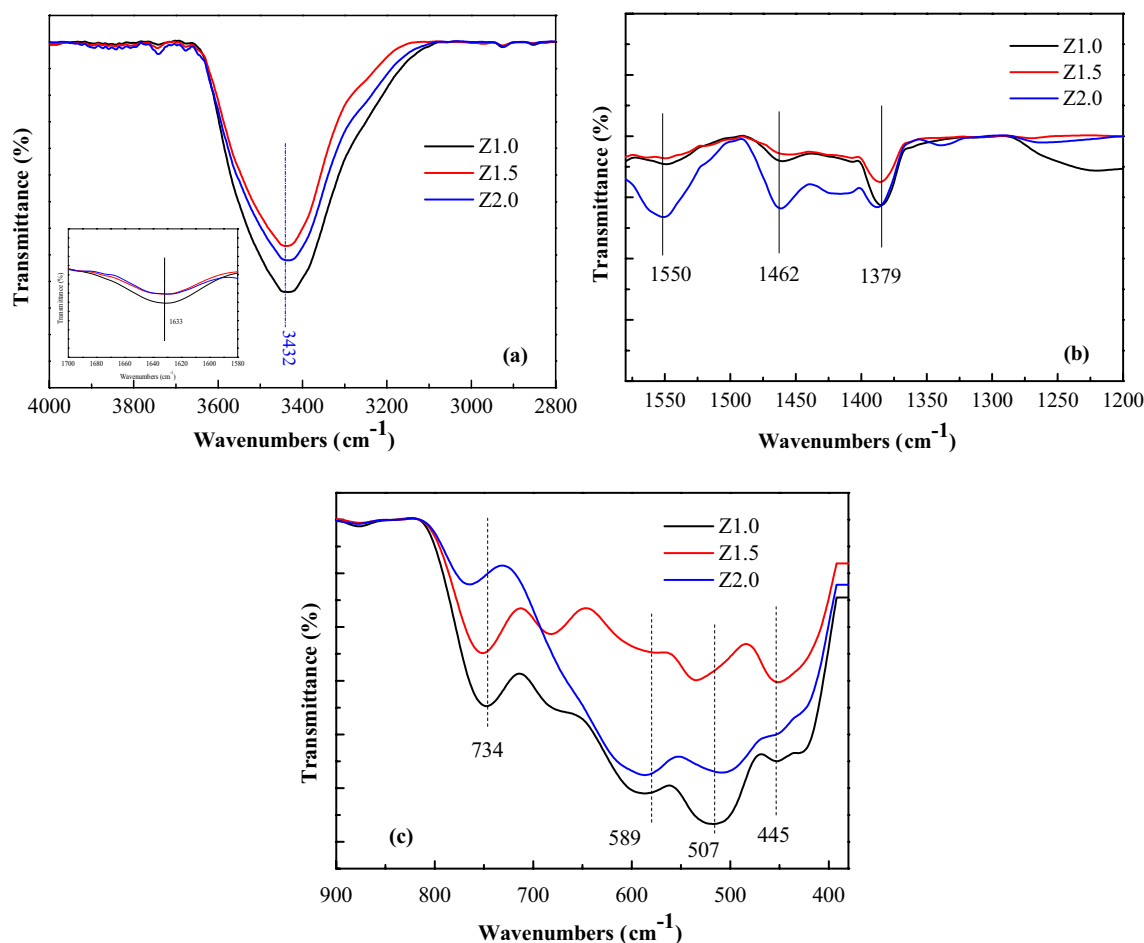 Transmittance (%)
Z1.0
Z1.5
Z2.0
3432
Transmittance (%)
1633
1700 1680 1660 1640 1620 1600 1580
Wavenumbers (cm-1)
(a)
4000 3600 3400 3200 3000 2800
Wavenumbers (cm-1)
Transmittance (%)
Z1.0
Z1.5
Z2.0
1550 1462 1379
(b)
1550 1500 1450 1400 1350 1300 1250 1200
Wavenumbers (cm-1)
Transmittance (%)
Z1.0
Z1.5
Z2.0
734
589 507 445
(c)
900 800 700 600 500 400
Wavenumbers (cm-1)